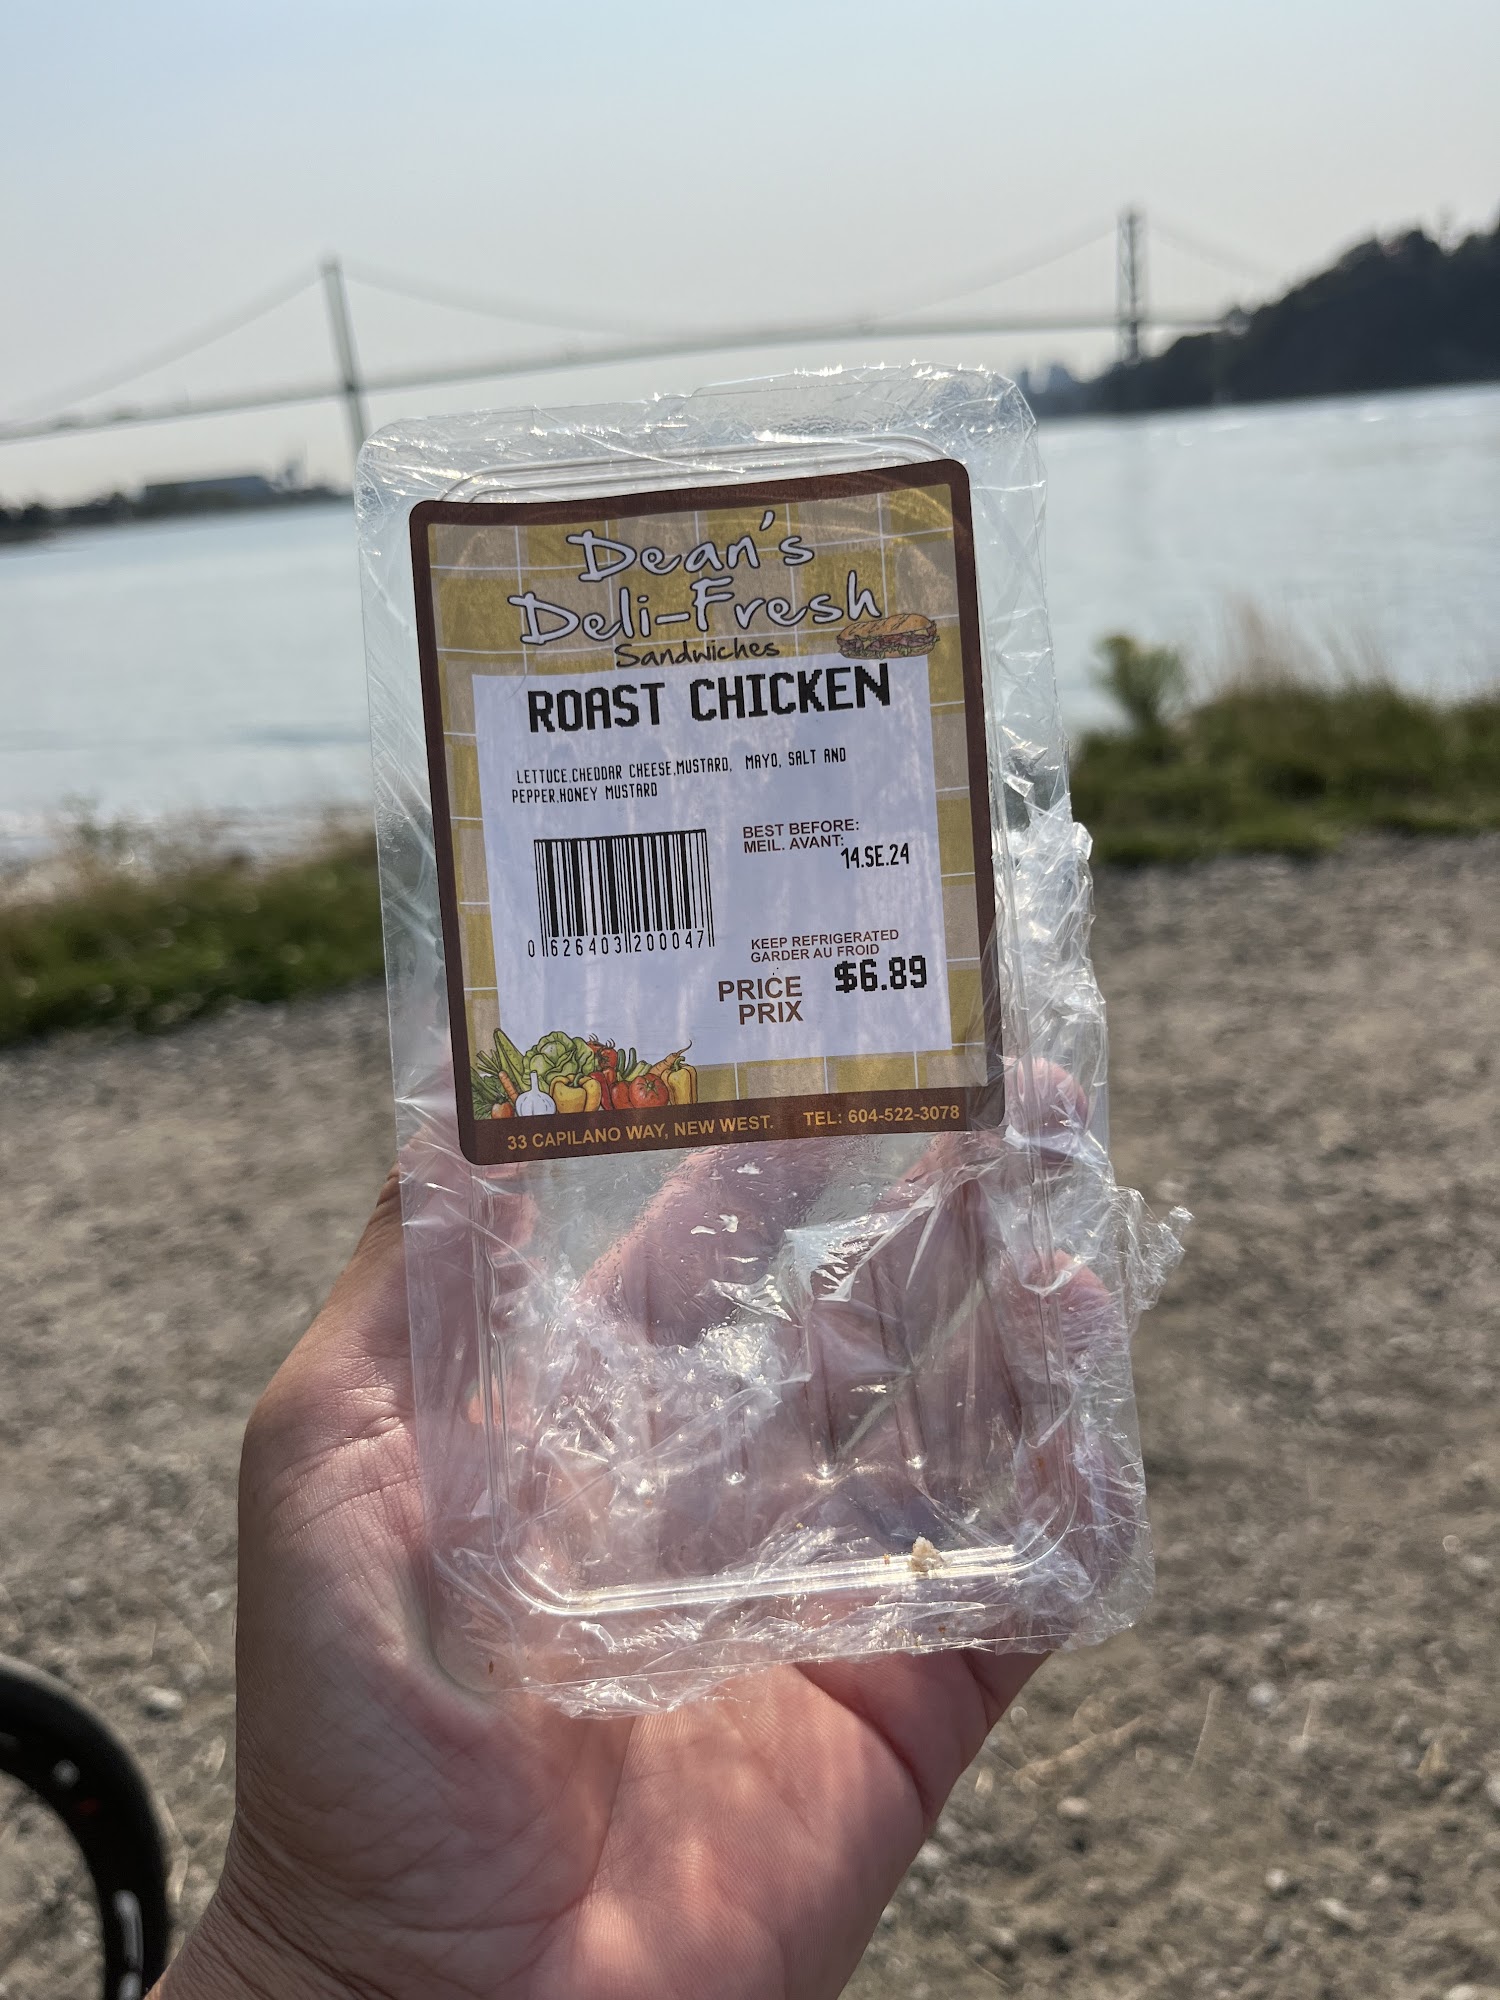 Dean's
Deli-Fresh
Sandwiches
ROAST CHICKEN
LETTUCE,CHEDDAR CHEESE,MUSTARD, MAYO, SALT AND
PEPPER,HONEY MUSTARD
BEST BEFORE:
MEIL. AVANT:
14.SE.24
0 626403 200047
KEEP REFRIGERATED
GARDER AU FROID
PRICE
PRIX
$6.89
33 CAPILANO WAY, NEW WEST. TEL: 604-522-3078